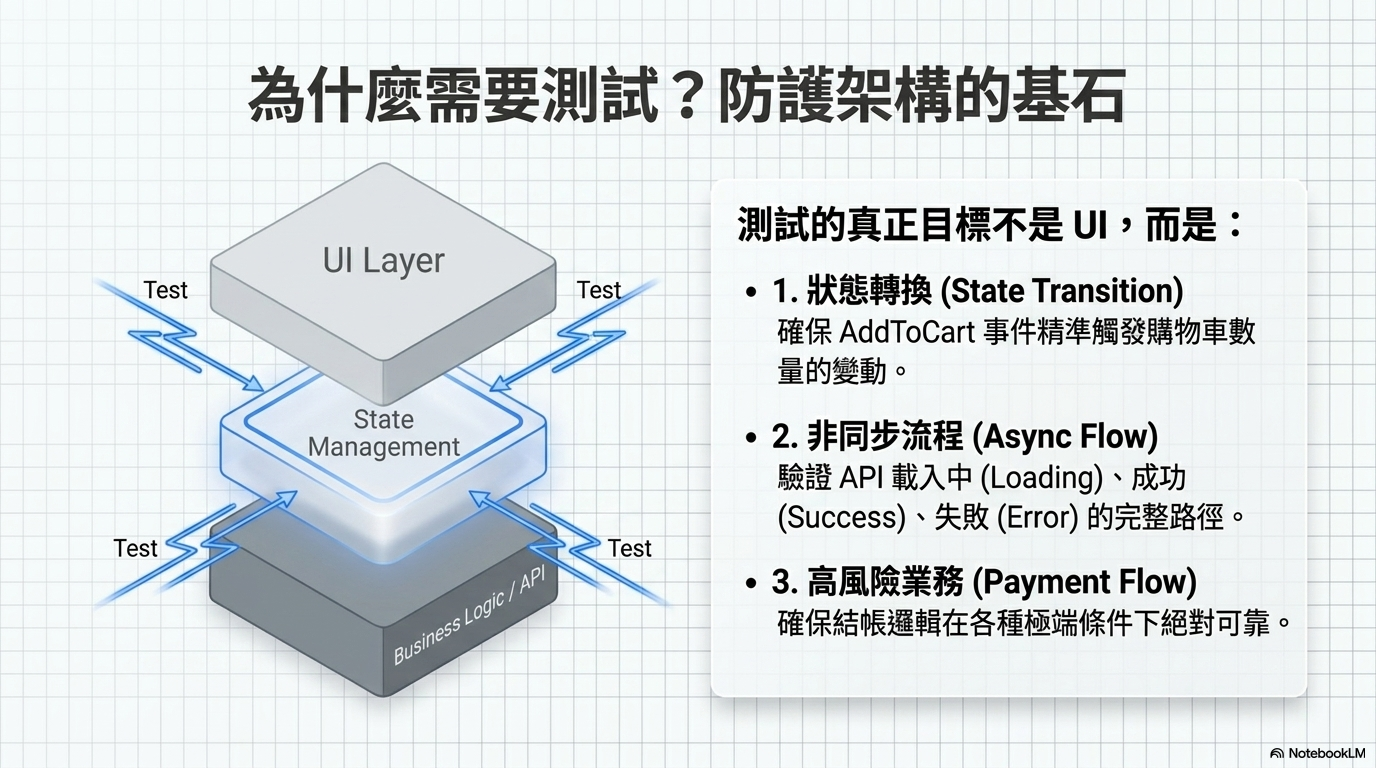 為什麼需要測試？防護架構的基石
UI Layer
Test
Test
State
Management
Test
Test
Business Logic / API
測試的真正目標不是 UI，而是：
• 1. 狀態轉換 (State Transition)
確保 AddToCart 事件精準觸發購物車數
量的變動。
• 2. 非同步流程 (Async Flow)
驗證 API 載入中 (Loading)、成功
(Success)、失敗 (Error) 的完整路徑。
• 3. 高風險業務 (Payment Flow)
確保結帳邏輯在各種極端條件下絕對可靠。
NotebookLM